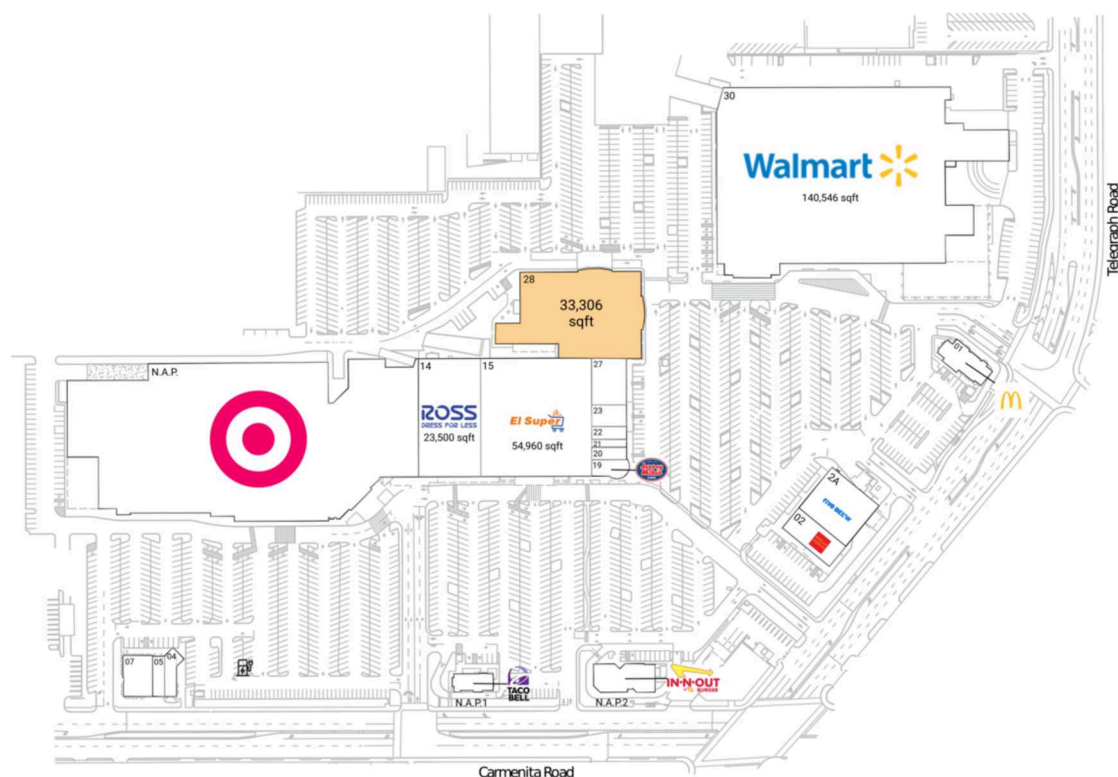 30
Walmart
140,546 sqft
Telegraph Road
28
33,306
sqft
01
N.A.P.
14
15
27
ROSS
DRESS FOR LESS
23,500 sqft
El Super
54,960 sqft
23
22
21
20
19
2A
02
07
05
04
TACO
BELL
N.A.P.1
IN-N-OUT
BURGER
N.A.P.2
Carmenita Road